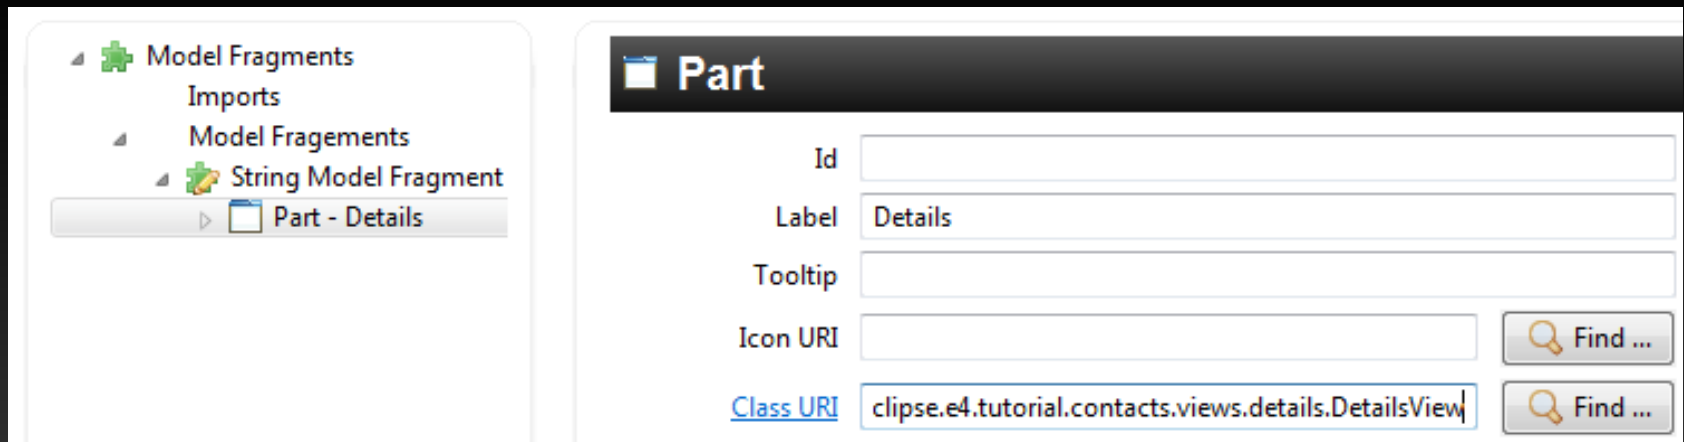 Model Fragments
Imports
Model Fragements
String Model Fragment
Part - Details
Part
Id
Label Details
Tooltip
Icon URI Find ...
Class URI clipse.e4.tutorial.contacts.views.details.DetailsView Find ...